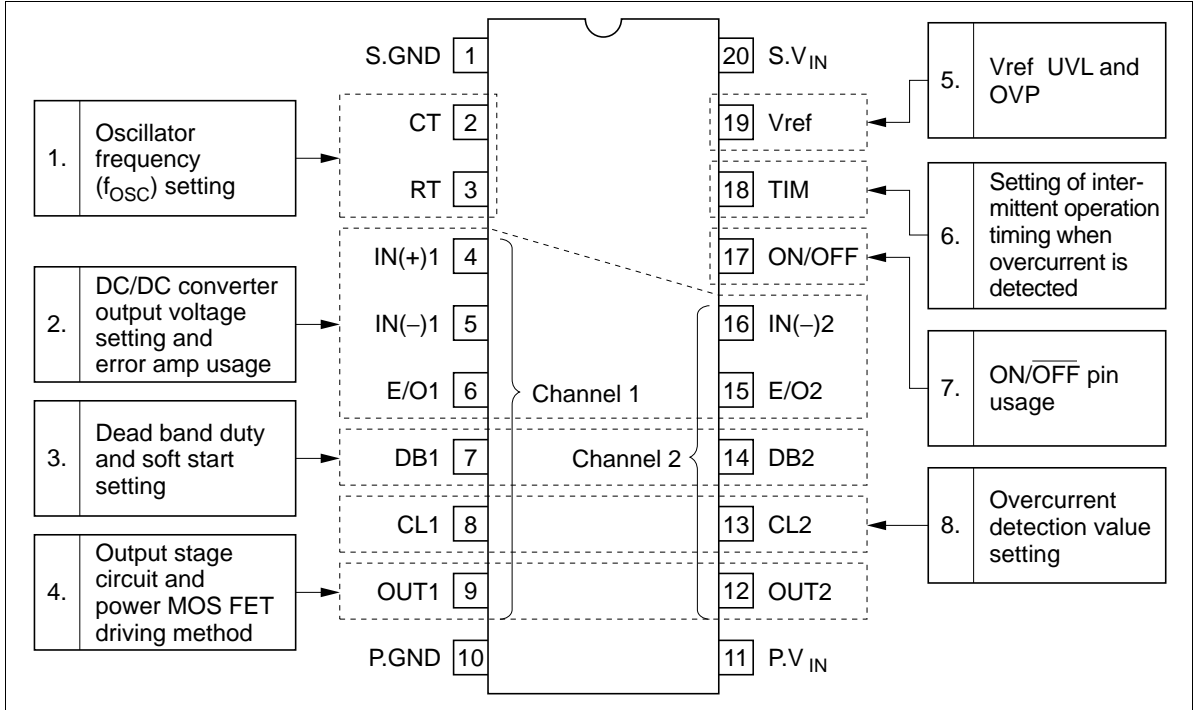 S.GND 1
20 S.VIN
5. Vref UVL and
OVP
CT 2
19 Vref
1. Oscillator
frequency
(fOSC) setting
RT 3
18 TIM
6. Setting of inter-
mittent operation
timing when
overcurrent is
detected
IN(+)1 4
17 ON/OFF
2. DC/DC converter
output voltage
setting and
error amp usage
IN(−)1 5
16 IN(−)2
E/O1 6
Channel 1
15 E/O2
7. ON/OFF pin
usage
3. Dead band duty
and soft start
setting
DB1 7
Channel 2
14 DB2
CL1 8
13 CL2
8. Overcurrent
detection value
setting
4. Output stage
circuit and
power MOS FET
driving method
OUT1 9
12 OUT2
P.GND 10
11 P.VIN